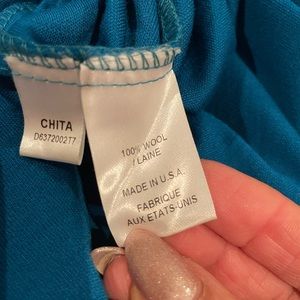 CHITA
D637200277
100% WOOL
/ LAINE
MADE IN U.S.A.
FABRIQUE
AUX ETATS-UNIS